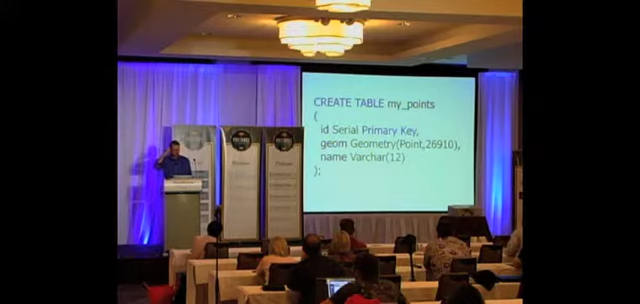 CREATE TABLE my_points
(
id Serial Primary Key,
geom Geometry(Point,26910),
name Varchar(12)
);